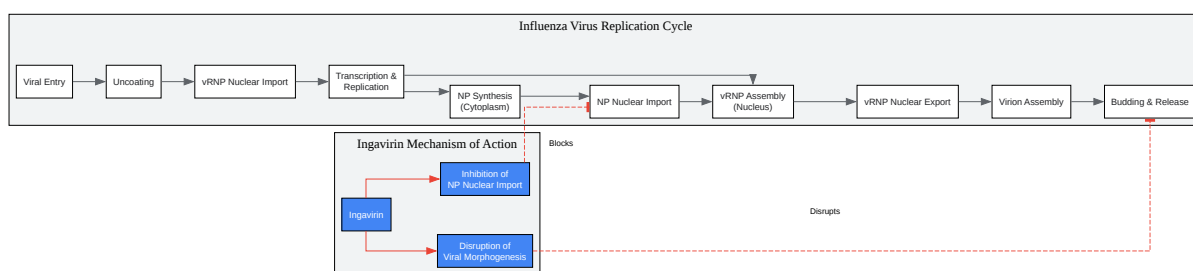 Influenza Virus Replication Cycle
Viral Entry
Uncoating
vRNP Nuclear Import
Transcription &
Replication
NP Synthesis
(Cytoplasm)
NP Nuclear Import
vRNP Assembly
(Nucleus)
vRNP Nuclear Export
Virion Assembly
Budding & Release
Ingavirin Mechanism of Action
Blocks
Inhibition of
NP Nuclear Import
Ingavirin
Disrupts
Disruption of
Viral Morphogenesis